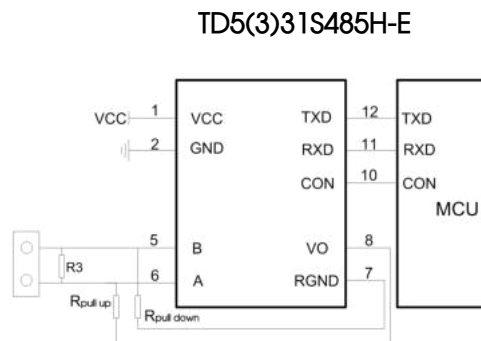 TD5(3)31S485H-E
VCC 1 VCC TXD 12 TXD
2 GND RXD 11 RXD
CON 10 CON
MCU
5 B VO 8
R3
6 A RGND 7
Rpull up Rpull down